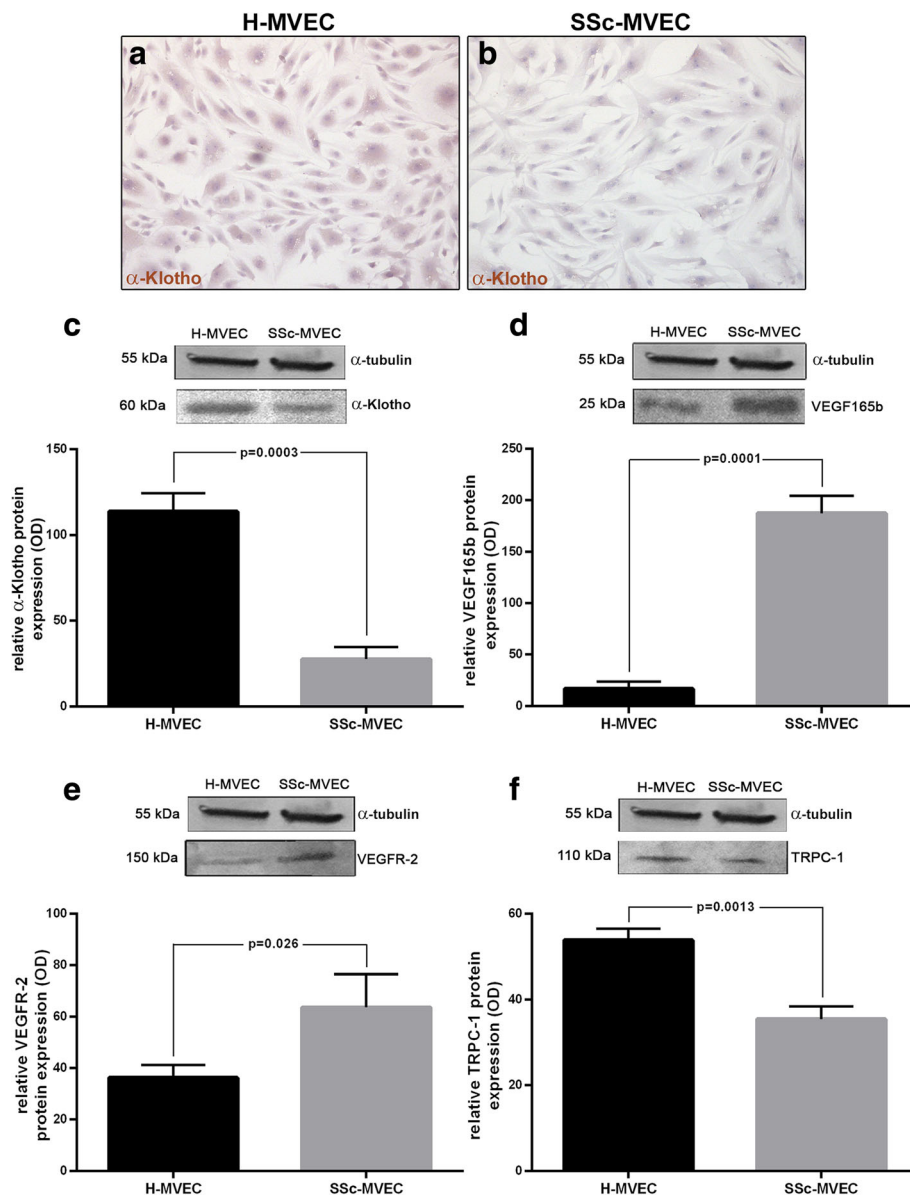 H-MVEC
SSc-MVEC
a
b
α-Klotho
α-Klotho
c
H-MVEC SSc-MVEC
55 kDa
α-tubulin
60 kDa
α-Klotho
p=0.0003
150
100
50
0
relative α-Klotho protein
expression (OD)
H-MVEC
SSc-MVEC
d
H-MVEC SSc-MVEC
55 kDa
α-tubulin
25 kDa
VEGF165b
p=0.0001
250
200
150
100
50
0
relative VEGF165b protein
expression (OD)
H-MVEC
SSc-MVEC
e
H-MVEC SSc-MVEC
55 kDa
α-tubulin
150 kDa
VEGFR-2
p=0.026
100
80
60
40
20
0
relative VEGFR-2
protein expression (OD)
H-MVEC
SSc-MVEC
f
H-MVEC SSc-MVEC
55 kDa
α-tubulin
110 kDa
TRPC-1
p=0.0013
60
40
20
0
relative TRPC-1 protein
expression (OD)
H-MVEC
SSc-MVEC